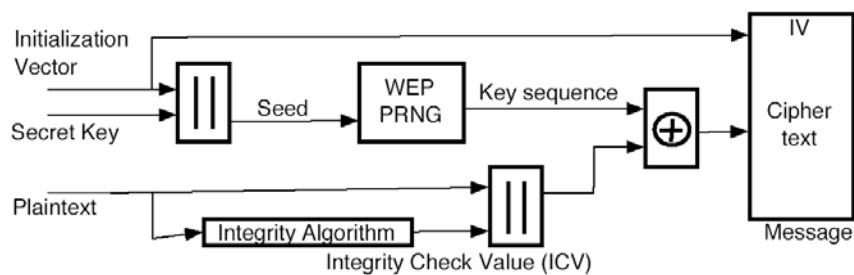 Initialization
Vector
Secret Key
Seed
WEP
PRNG
Key sequence
IV
Cipher
text
Message
Plaintext
Integrity Algorithm
Integrity Check Value (ICV)